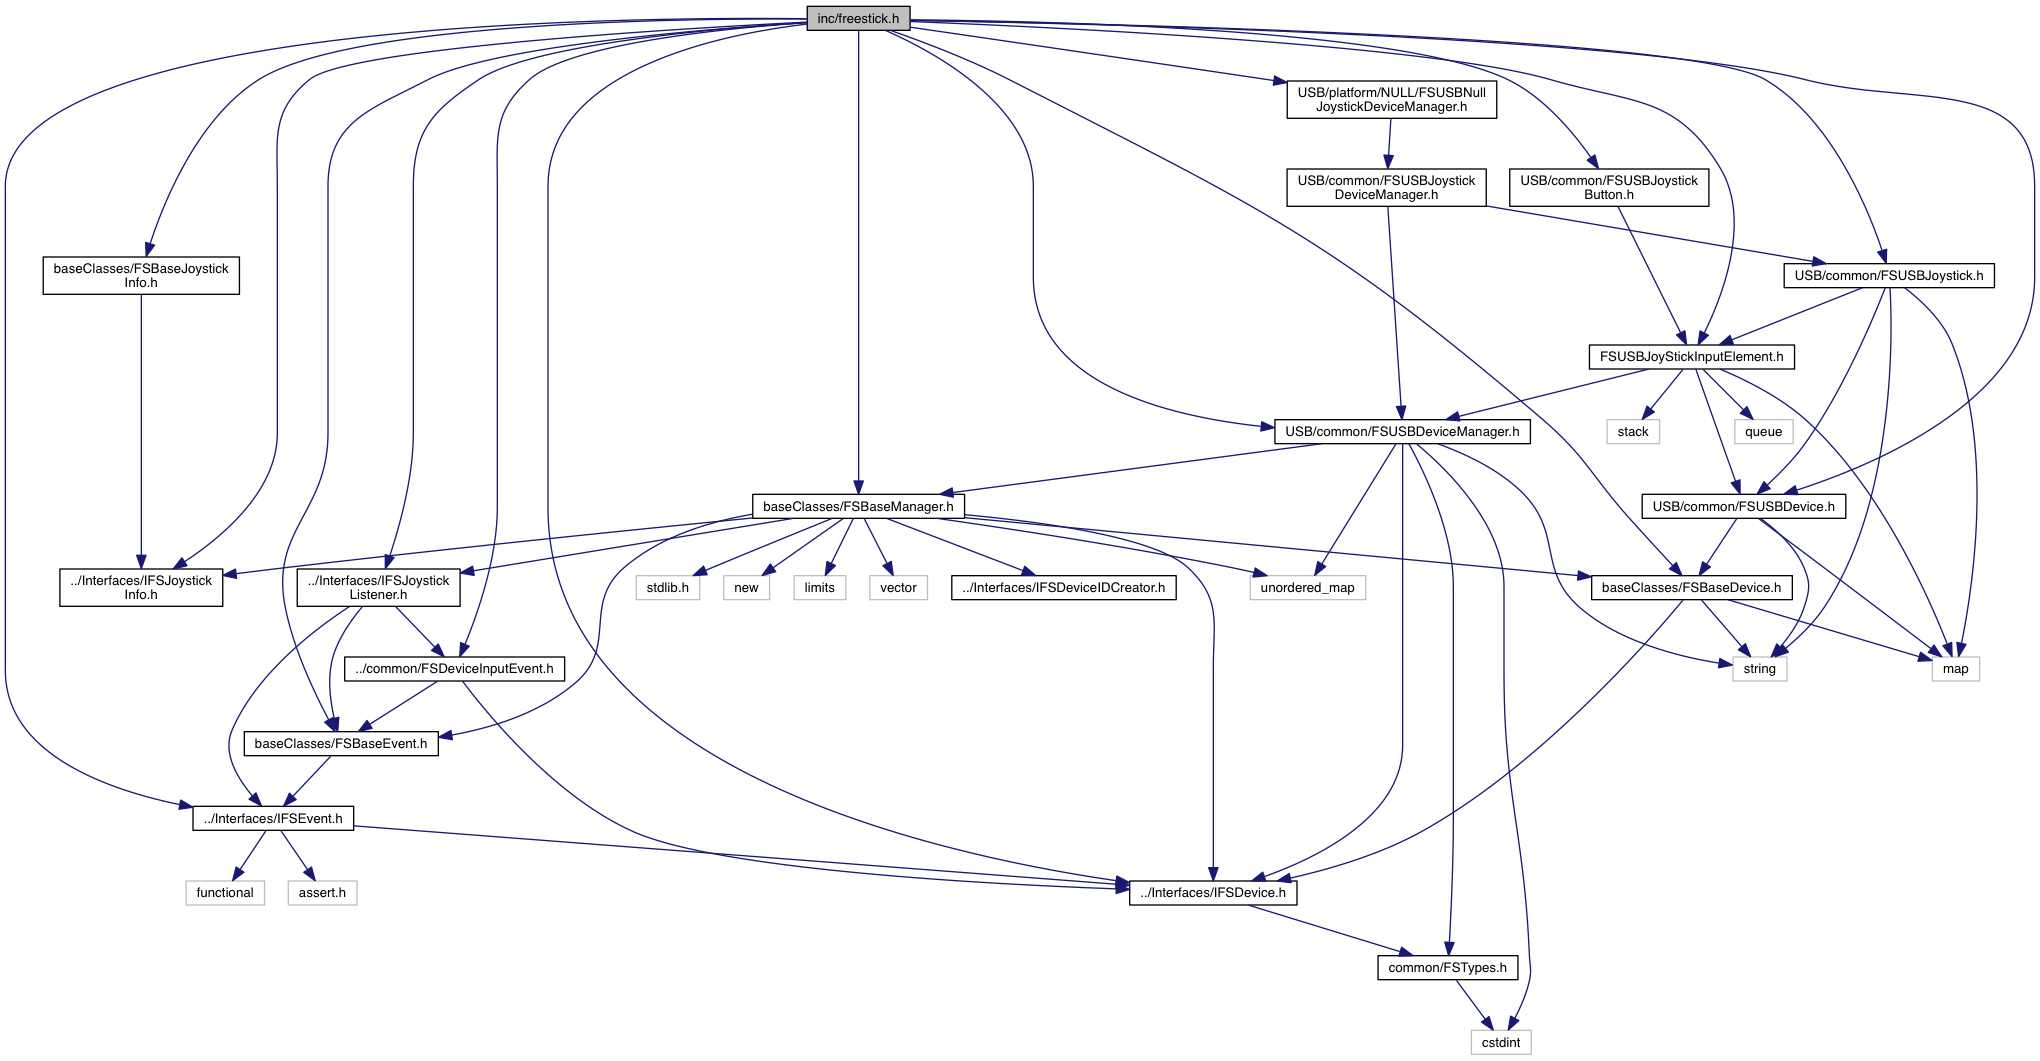 inc/freestick.h
USB/platform/NULL/FSUSBNull
JoystickDeviceManager.h
USB/common/FSUSBJoystick
DeviceManager.h
USB/common/FSUSBJoystick
Button.h
baseClasses/FSBaseJoystick
Info.h
USB/common/FSUSBJoystick.h
FSUSBJoyStickInputElement.h
USB/common/FSUSBDeviceManager.h
stack
queue
baseClasses/FSBaseManager.h
USB/common/FSUSBDevice.h
../Interfaces/IFSJoystick
Info.h
../Interfaces/IFSJoystick
Listener.h
stdlib.h
new
limits
vector
../Interfaces/IFSDeviceIDCreator.h
unordered_map
baseClasses/FSBaseDevice.h
../common/FSDeviceInputEvent.h
string
map
baseClasses/FSBaseEvent.h
../Interfaces/IFSEvent.h
functional
assert.h
../Interfaces/IFSDevice.h
common/FSTypes.h
cstdint